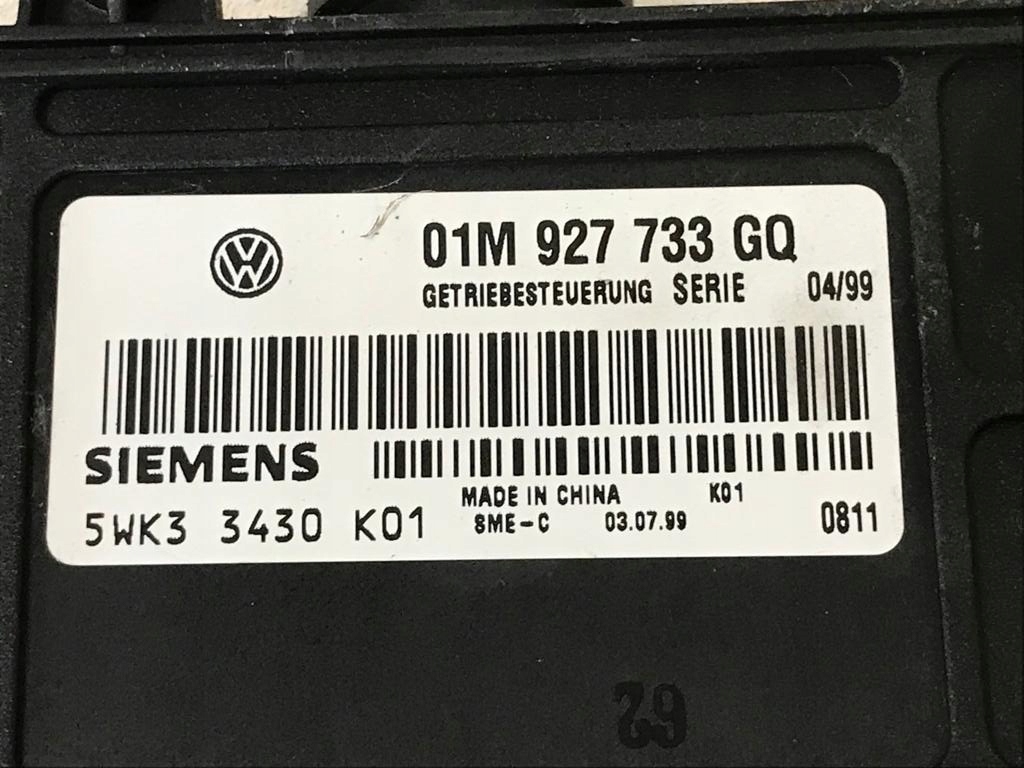 01M 927 733 GQ
GETRIEBESTEUERUNG SERIE 04/99
SIEMENS
MADE IN CHINA K01
5WK3 3430 K01 SME-C 03.07.99 0811
62